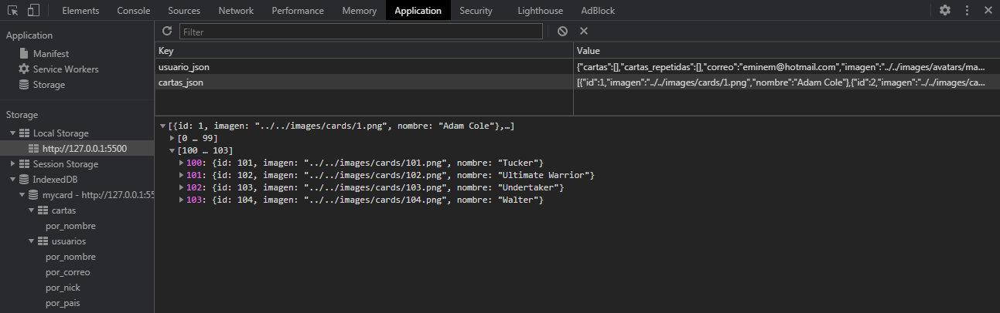 Elements Console Sources Network Performance Memory Application Security Lighthouse AdBlock
Application
Manifest
Service Workers
Storage
Storage
Local Storage
http://127.0.0.1:5500
Session Storage
IndexedDB
mycard - http://127.0.0.1:55
cartas
por_nombre
usuarios
por_nombre
por_correo
por_nick
por_pais
Filter
Key Value
usuario_json {"cartas":[],"cartas_repetidas":[],"correo":"eminem@hotmail.com","imagen":"../../images/avatars/ma...
cartas_json [{"id":1,"imagen":"../../images/cards/1.png","nombre":"Adam Cole"},{"id":2,"imagen":"../../images/ca...
[{id: 1, imagen: "../../images/cards/1.png", nombre: "Adam Cole"},…]
[0 … 99]
[100 … 103]
100: {id: 101, imagen: "../../images/cards/101.png", nombre: "Tucker"}
101: {id: 102, imagen: "../../images/cards/102.png", nombre: "Ultimate Warrior"}
102: {id: 103, imagen: "../../images/cards/103.png", nombre: "Undertaker"}
103: {id: 104, imagen: "../../images/cards/104.png", nombre: "Walter"}